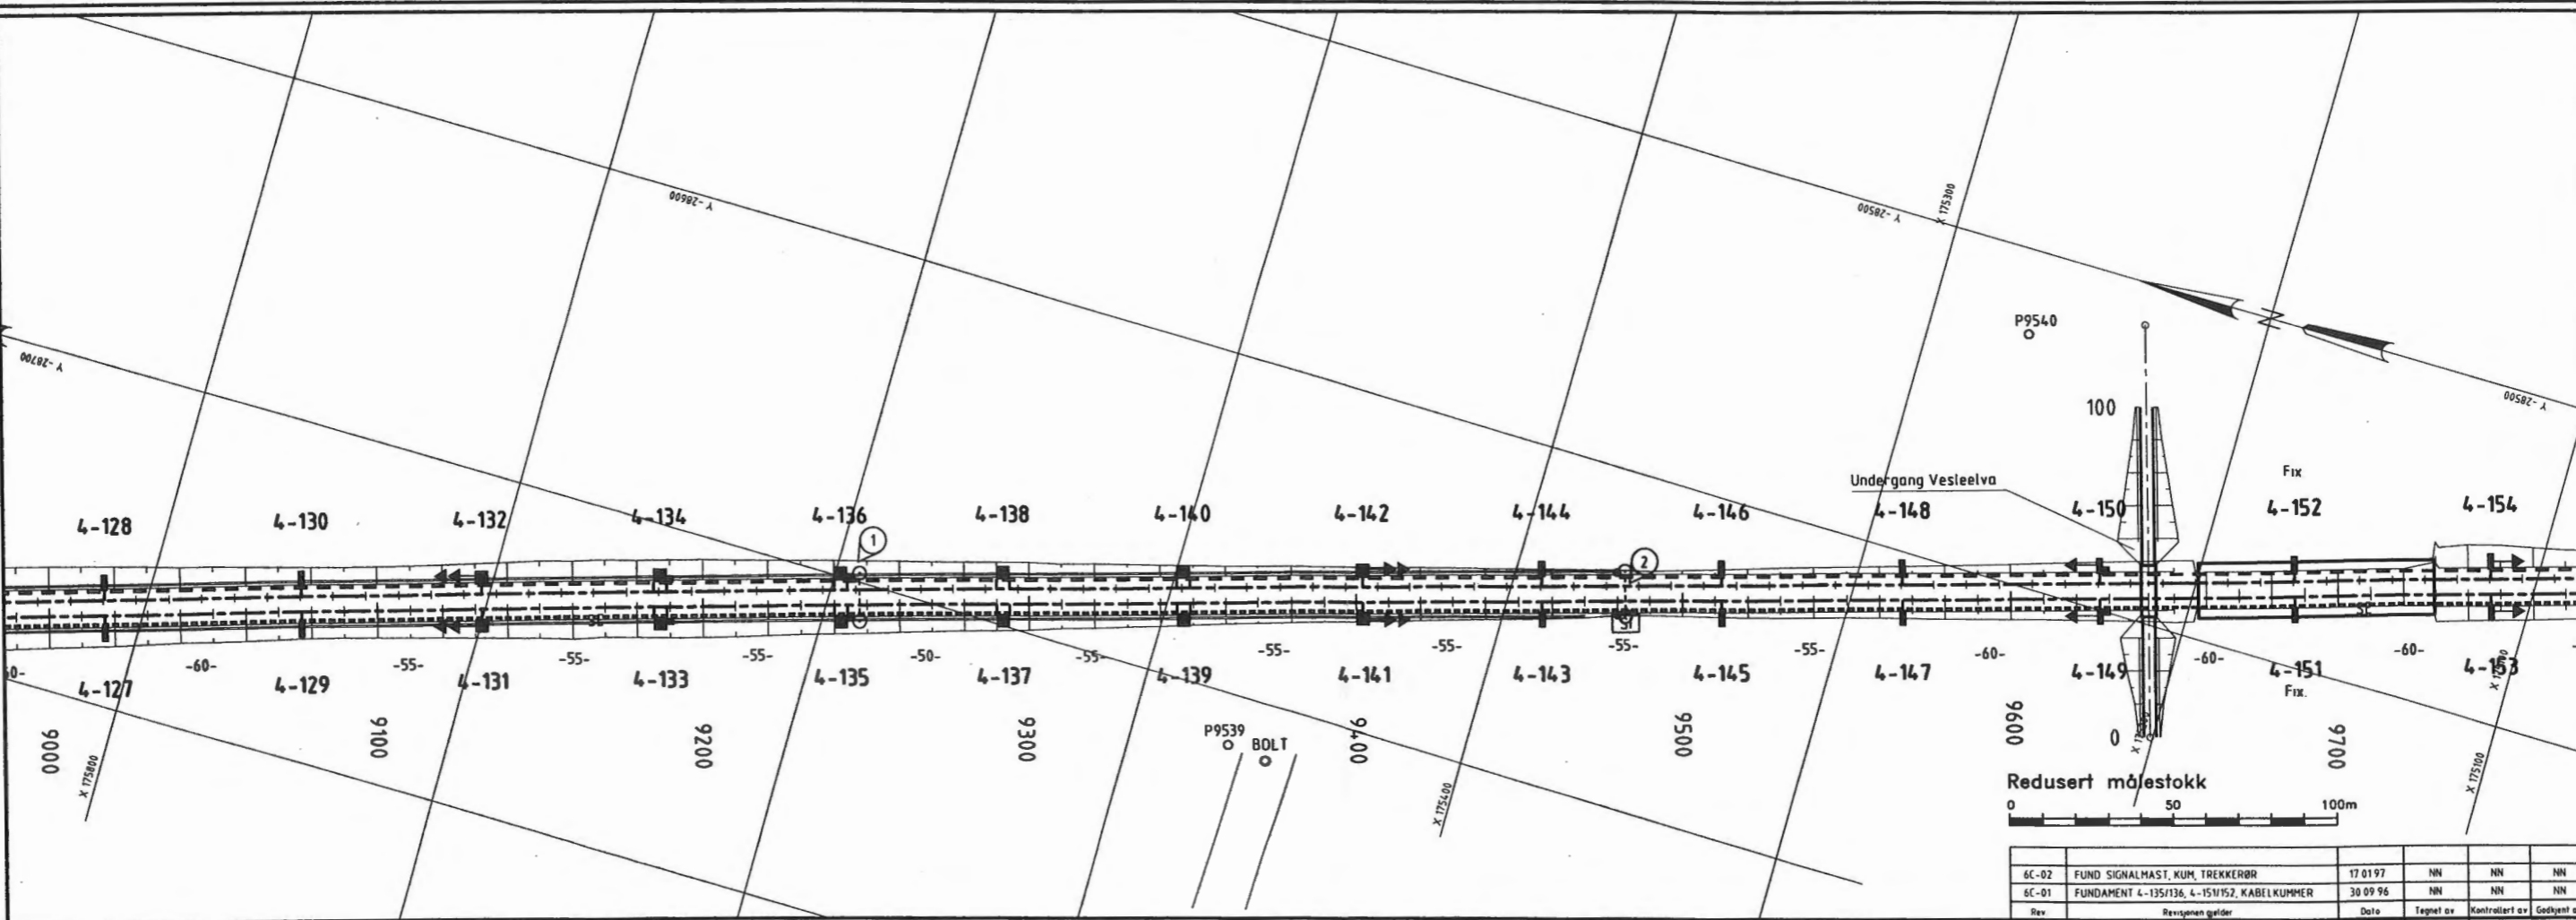 X 175300
Y -28600
Y -28500
P9540
N
Y -28700
Y -28500
100
Fix
Undergang Vesleelva
4-128
4-130
4-132
4-134
4-136
4-138
4-140
4-142
4-144
4-146
4-148
4-150
4-152
4-154
1
2
-60-
-55-
-55-
-55-
-50-
-55-
-55-
-55-
-55-
-55-
-60-
-60-
-60-
4-127
4-129
4-131
4-133
4-135
4-137
4-139
4-141
4-143
4-145
4-147
4-149
4-151
4-153
Fix.
9000
9100
9200
9300
9400
9500
9600
9700
X 175800
P9539
BOLT
0
X 175400
X 175100
Redusert målestokk
0 50 100m
6C-02 FUND SIGNALMAST, KUM, TREKKERØR 17 01 97 NN NN NN
6C-01 FUNDAMENT 4-135/136, 4-151/152, KABELKUMMER 30 09 96 NN NN NN
Rev Revisjonen gjelder Dato Tegnet av Kontrollert av Godkjent